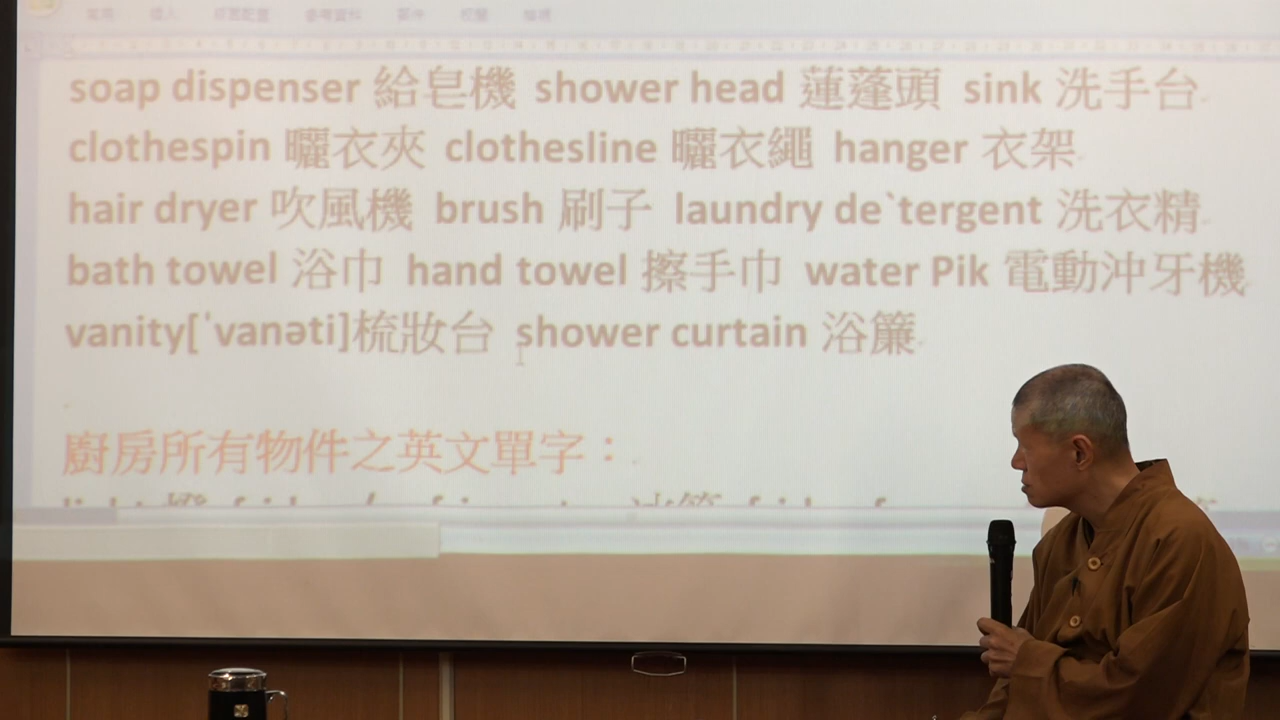 soap dispenser 給皂機 shower head 蓮蓬頭 sink 洗手台
clothespin 曬衣夾 clothesline 曬衣繩 hanger 衣架
hair dryer 吹風機 brush 刷子 laundry de`tergent 洗衣精
bath towel 浴巾 hand towel 擦手巾 water Pik 電動沖牙機
vanity[ˈvanəti]梳妝台 shower curtain 浴簾
廚房所有物件之英文單字：